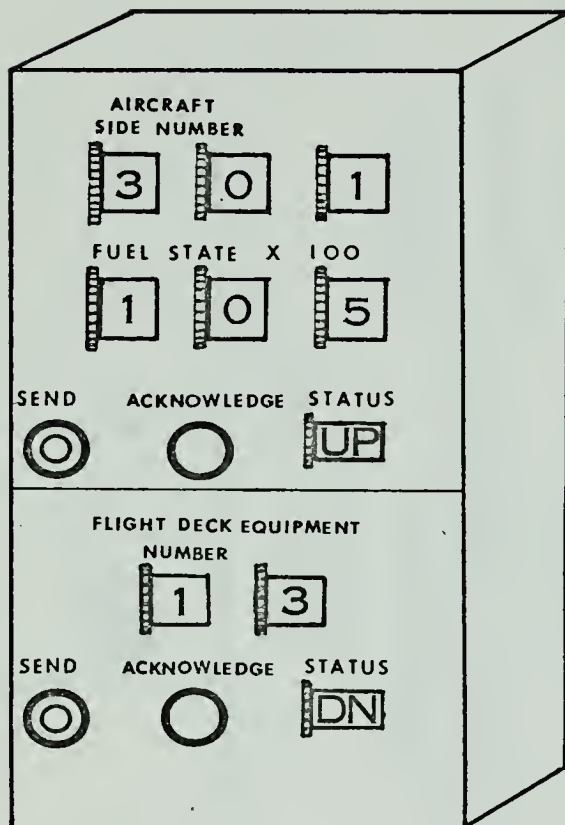 AIRCRAFT
SIDE NUMBER
3 0 1
FUEL STATE X 100
1 0 5
SEND ACKNOWLEDGE STATUS
UP
FLIGHT DECK EQUIPMENT
NUMBER
1 3
SEND ACKNOWLEDGE STATUS
DN